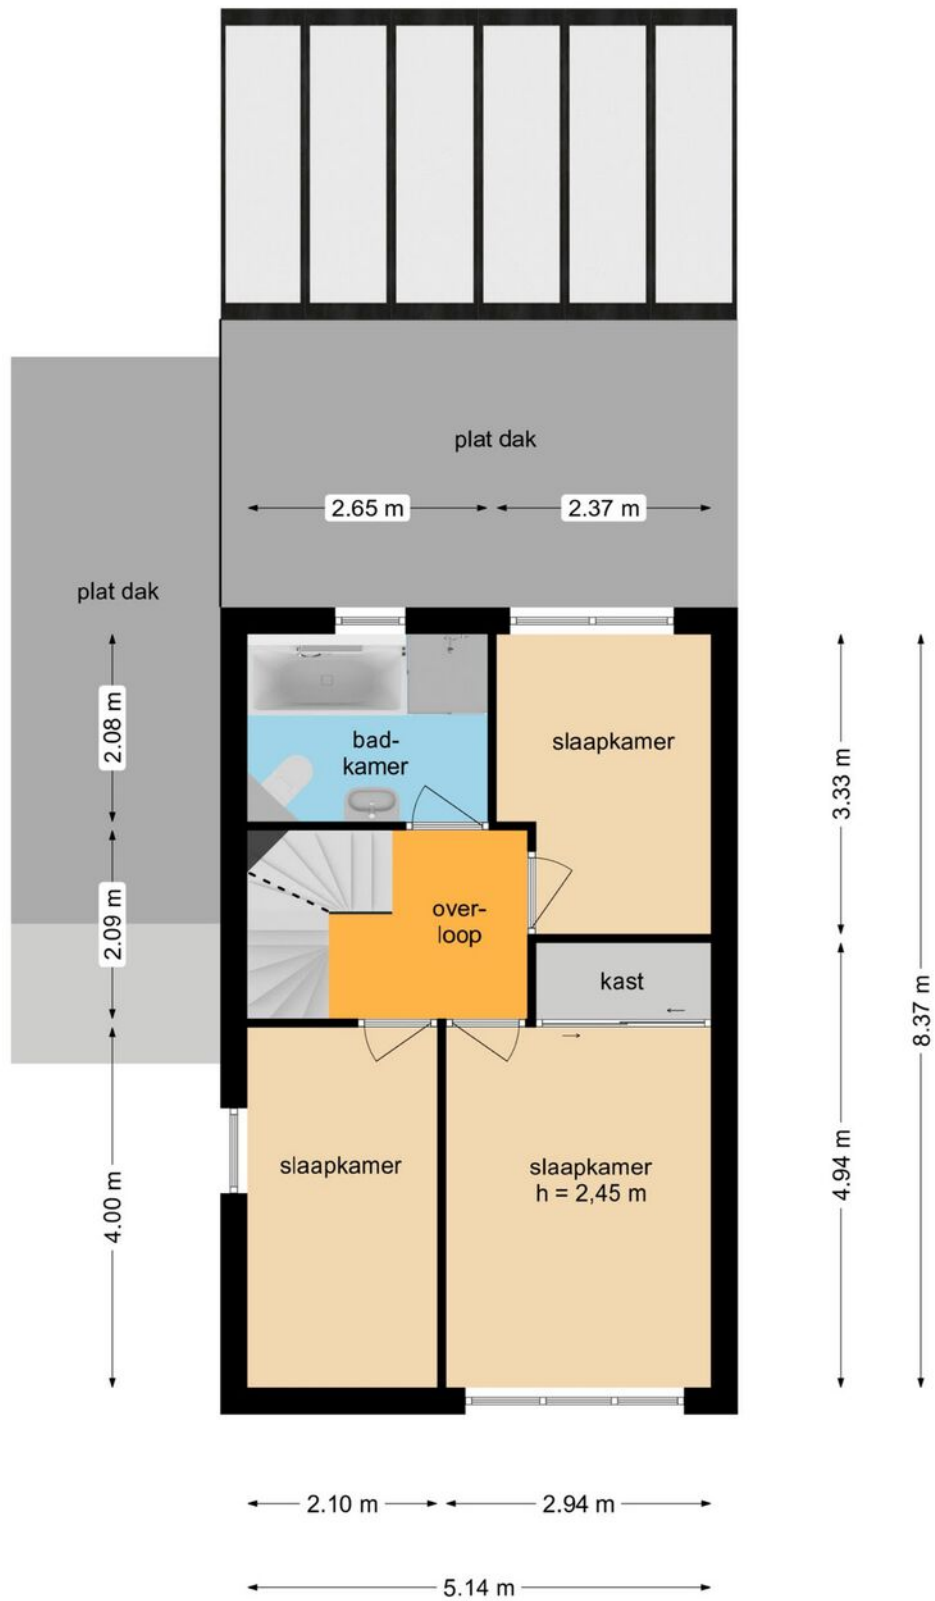 plat dak
2.65 m
2.37 m
plat dak
2.08 m
bad-
kamer
slaapkamer
3.33 m
2.09 m
over-
loop
kast
8.37 m
4.00 m
slaapkamer
slaapkamer
h = 2,45 m
4.94 m
2.10 m
2.94 m
5.14 m